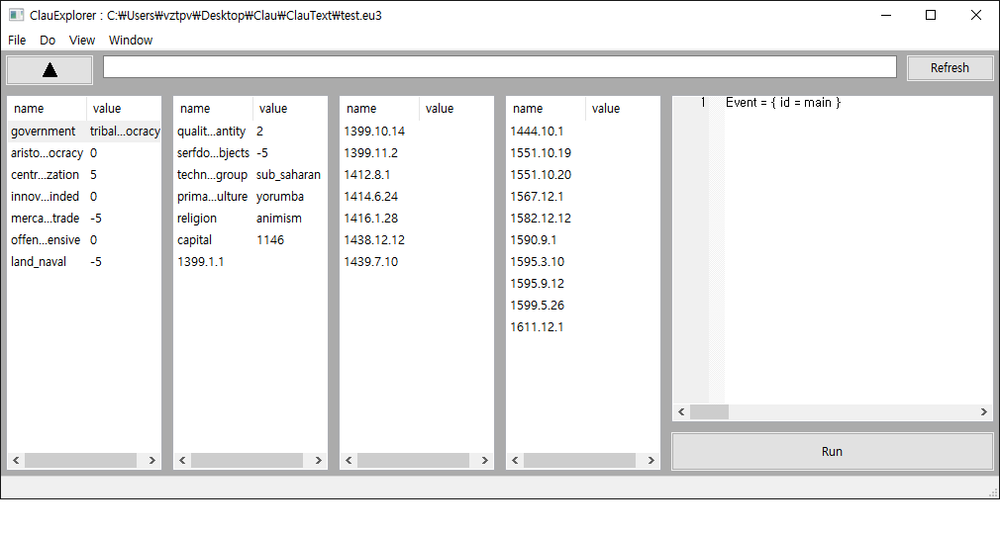 ClauExplorer : C:₩Users₩vztpv₩Desktop₩Clau₩ClauText₩test.eu3
File Do View Window
▲ Refresh
name value name value name value name value
government tribal...ocracy qualit...antity 2 1399.10.14 1444.10.1 1 Event = { id = main }
aristo...ocracy 0 serfdo...bjects -5 1399.11.2 1551.10.19
centr...zation 5 techn...group sub_saharan 1412.8.1 1551.10.20
innov...inded 0 prima...ulture yorumba 1414.6.24 1567.12.1
merca...trade -5 religion animism 1416.1.28 1582.12.12
offen...ensive 0 capital 1146 1438.12.12 1590.9.1
land_naval -5 1399.1.1 1439.7.10 1595.3.10
1595.9.12
1599.5.26
1611.12.1
Run